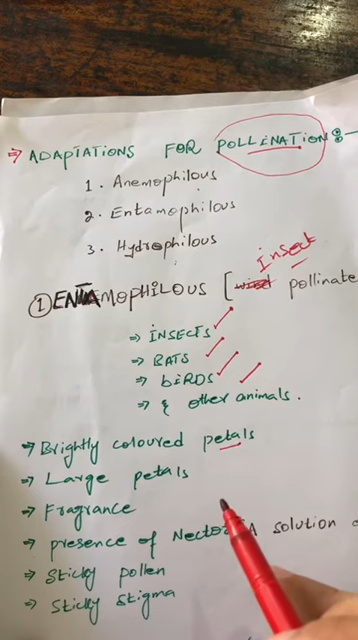 ⇒ ADAPTATIONS FOR POLLINATION :-
1. Anemophilous
2. Entamophilous
3. Hydrophilous
Insect
① ENTAMOPHILOUS [ wind pollinate
⇒ INSECTS
⇒ BATS
⇒ BIRDS
⇒ & other animals.
⇒ Brightly coloured petals
⇒ Large petals
⇒ Fragrance
⇒ presence of Nectar A solution
⇒ Sticky pollen
⇒ Sticky stigma